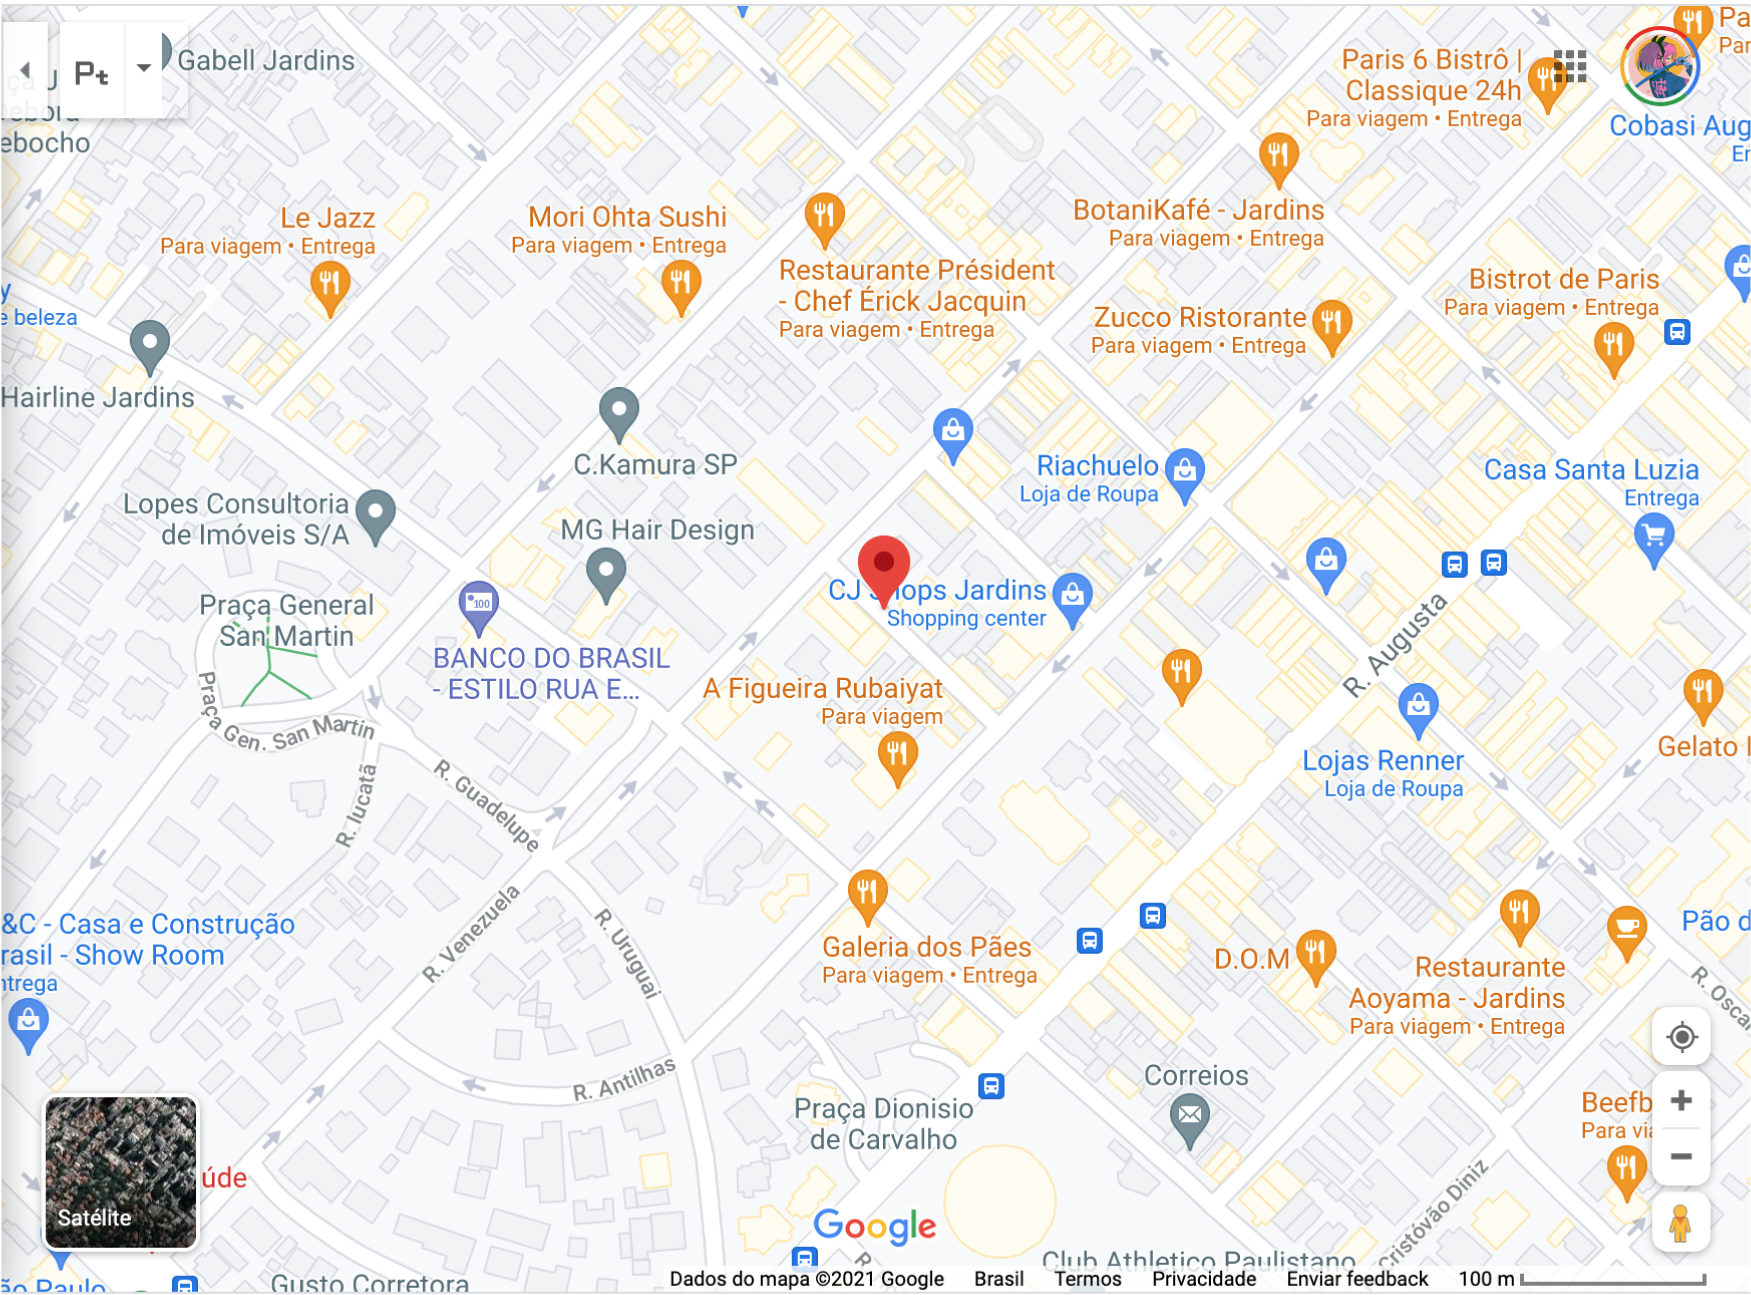 Pt
Gabell Jardins
ebocho
Paris 6 Bistrô |
Classique 24h
Para viagem • Entrega
Cobasi Aug
Le Jazz
Para viagem • Entrega
Mori Ohta Sushi
Para viagem • Entrega
Restaurante Président
- Chef Érick Jacquin
Para viagem • Entrega
BotaniKafé - Jardins
Para viagem • Entrega
Bistrot de Paris
Para viagem • Entrega
Zucco Ristorante
Para viagem • Entrega
e beleza
Hairline Jardins
C.Kamura SP
Riachuelo
Loja de Roupa
Casa Santa Luzia
Entrega
Lopes Consultoria
de Imóveis S/A
MG Hair Design
100
CJ Shops Jardins
Shopping center
Praça General
San Martin
BANCO DO BRASIL
- ESTILO RUA E...
A Figueira Rubaiyat
Para viagem
R. Augusta
Praça Gen. San Martin
Lojas Renner
Loja de Roupa
Gelato
R. Iucatã
R. Guadelupe
R. Venezuela
R. Uruguai
&C - Casa e Construção
rasil - Show Room
ntrega
Galeria dos Pães
Para viagem • Entrega
D.O.M
Restaurante
Aoyama - Jardins
Para viagem • Entrega
Pão d
R. Oscar
R. Antilhas
Praça Dionisio
de Carvalho
Correios
Beefb
Para via
Cristóvão Diniz
úde
Satélite
Google
Club Athletico Paulistano
ão Paulo
Gusto Corretora
Dados do mapa ©2021 Google Brasil Termos Privacidade Enviar feedback 100 m